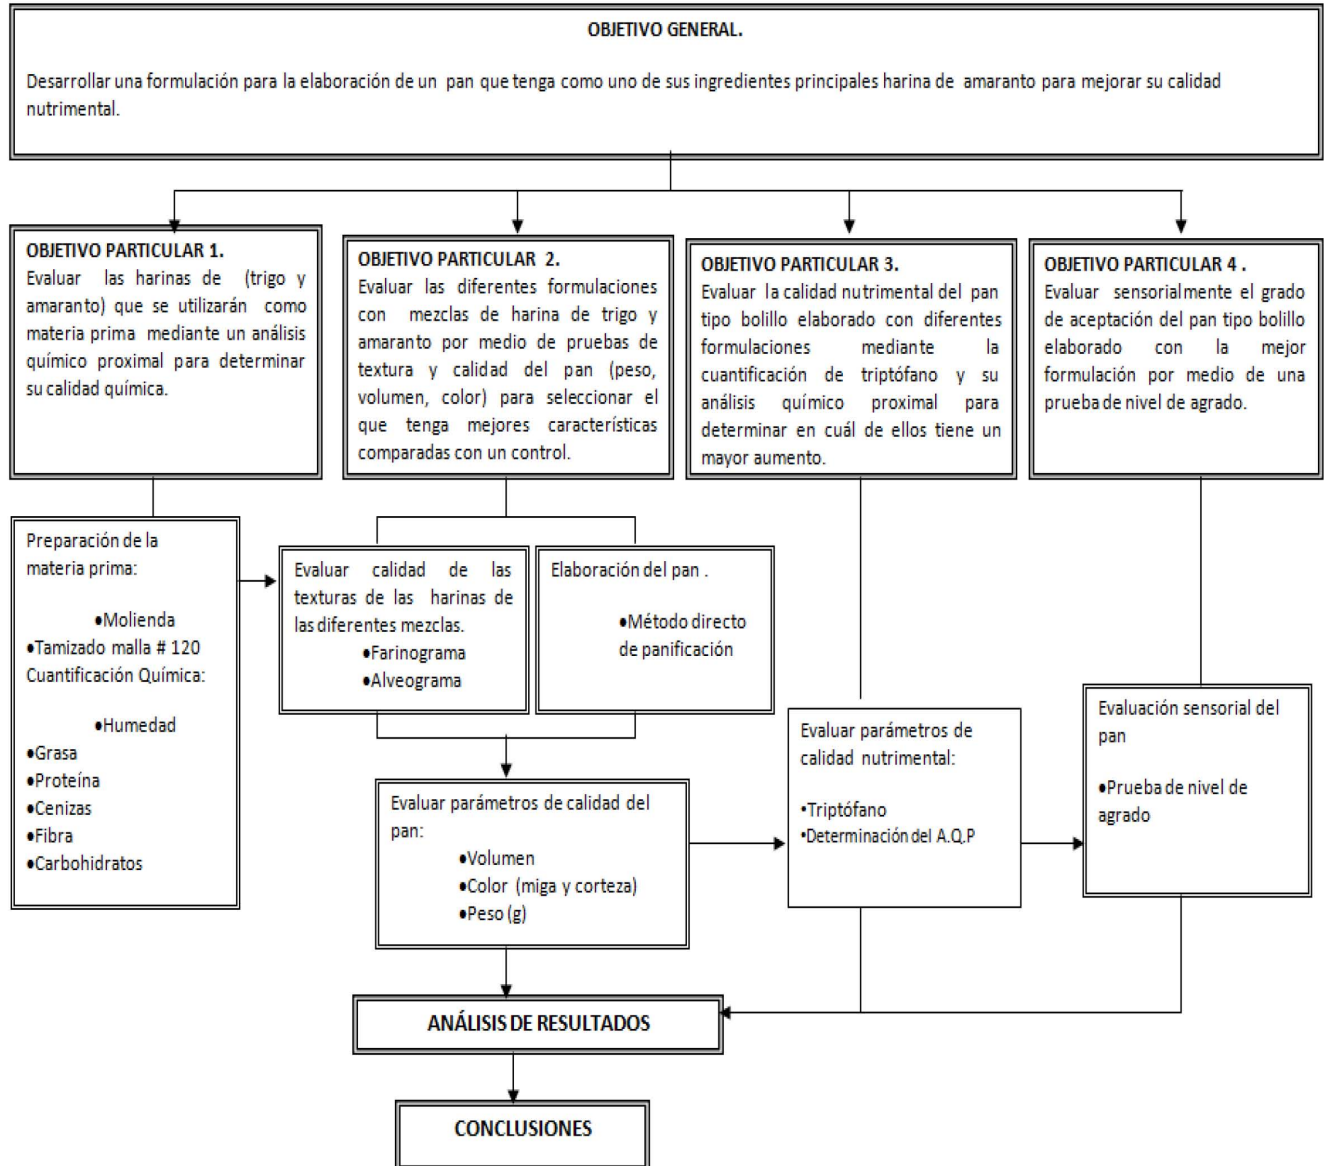 OBJETIVO GENERAL.
Desarrollar una formulación para la elaboración de un pan que tenga como uno de sus ingredientes principales harina de amaranto para mejorar su calidad
nutrimental.
OBJETIVO PARTICULAR 1.
Evaluar las harinas de (trigo y
amaranto) que se utilizarán como
materia prima mediante un análisis
químico proximal para determinar
su calidad química.
OBJETIVO PARTICULAR 2.
Evaluar las diferentes formulaciones
con mezclas de harina de trigo y
amaranto por medio de pruebas de
textura y calidad del pan (peso,
volumen, color) para seleccionar el
que tenga mejores características
comparadas con un control.
OBJETIVO PARTICULAR 3.
Evaluar la calidad nutrimental del pan
tipo bolillo elaborado con diferentes
formulaciones mediante la
cuantificación de triptófano y su
análisis químico proximal para
determinar en cuál de ellos tiene un
mayor aumento.
OBJETIVO PARTICULAR 4 .
Evaluar sensorialmente el grado
de aceptación del pan tipo bolillo
elaborado con la mejor
formulación por medio de una
prueba de nivel de agrado.
Preparación de la
materia prima:
•Molienda
•Tamizado malla # 120
Cuantificación Química:
•Humedad
•Grasa
•Proteína
•Cenizas
•Fibra
•Carbohidratos
Evaluar calidad de las
texturas de las harinas de
las diferentes mezclas.
•Farinograma
•Alveograma
Elaboración del pan .
•Método directo
de panificación
Evaluar parámetros de calidad del
pan:
•Volumen
•Color (miga y corteza)
•Peso (g)
Evaluar parámetros de
calidad nutrimental:
•Triptófano
•Determinación del A.Q.P
Evaluación sensorial del
pan
•Prueba de nivel de
agrado
ANÁLISIS DE RESULTADOS
CONCLUSIONES